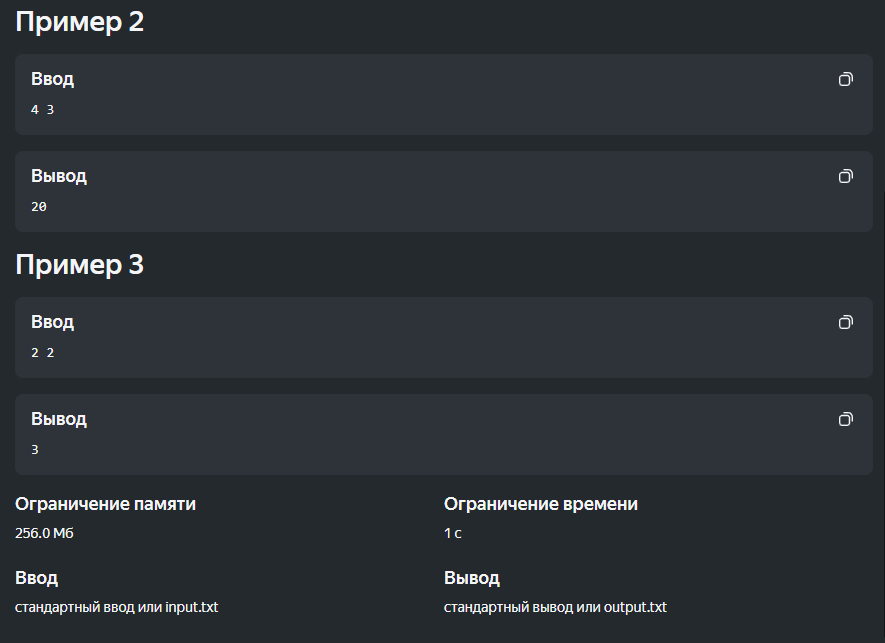 Пример 2
Ввод
4 3
Вывод
20
Пример 3
Ввод
2 2
Вывод
3
Ограничение памяти
256.0 Мб
Ограничение времени
1 с
Ввод
стандартный ввод или input.txt
Вывод
стандартный вывод или output.txt